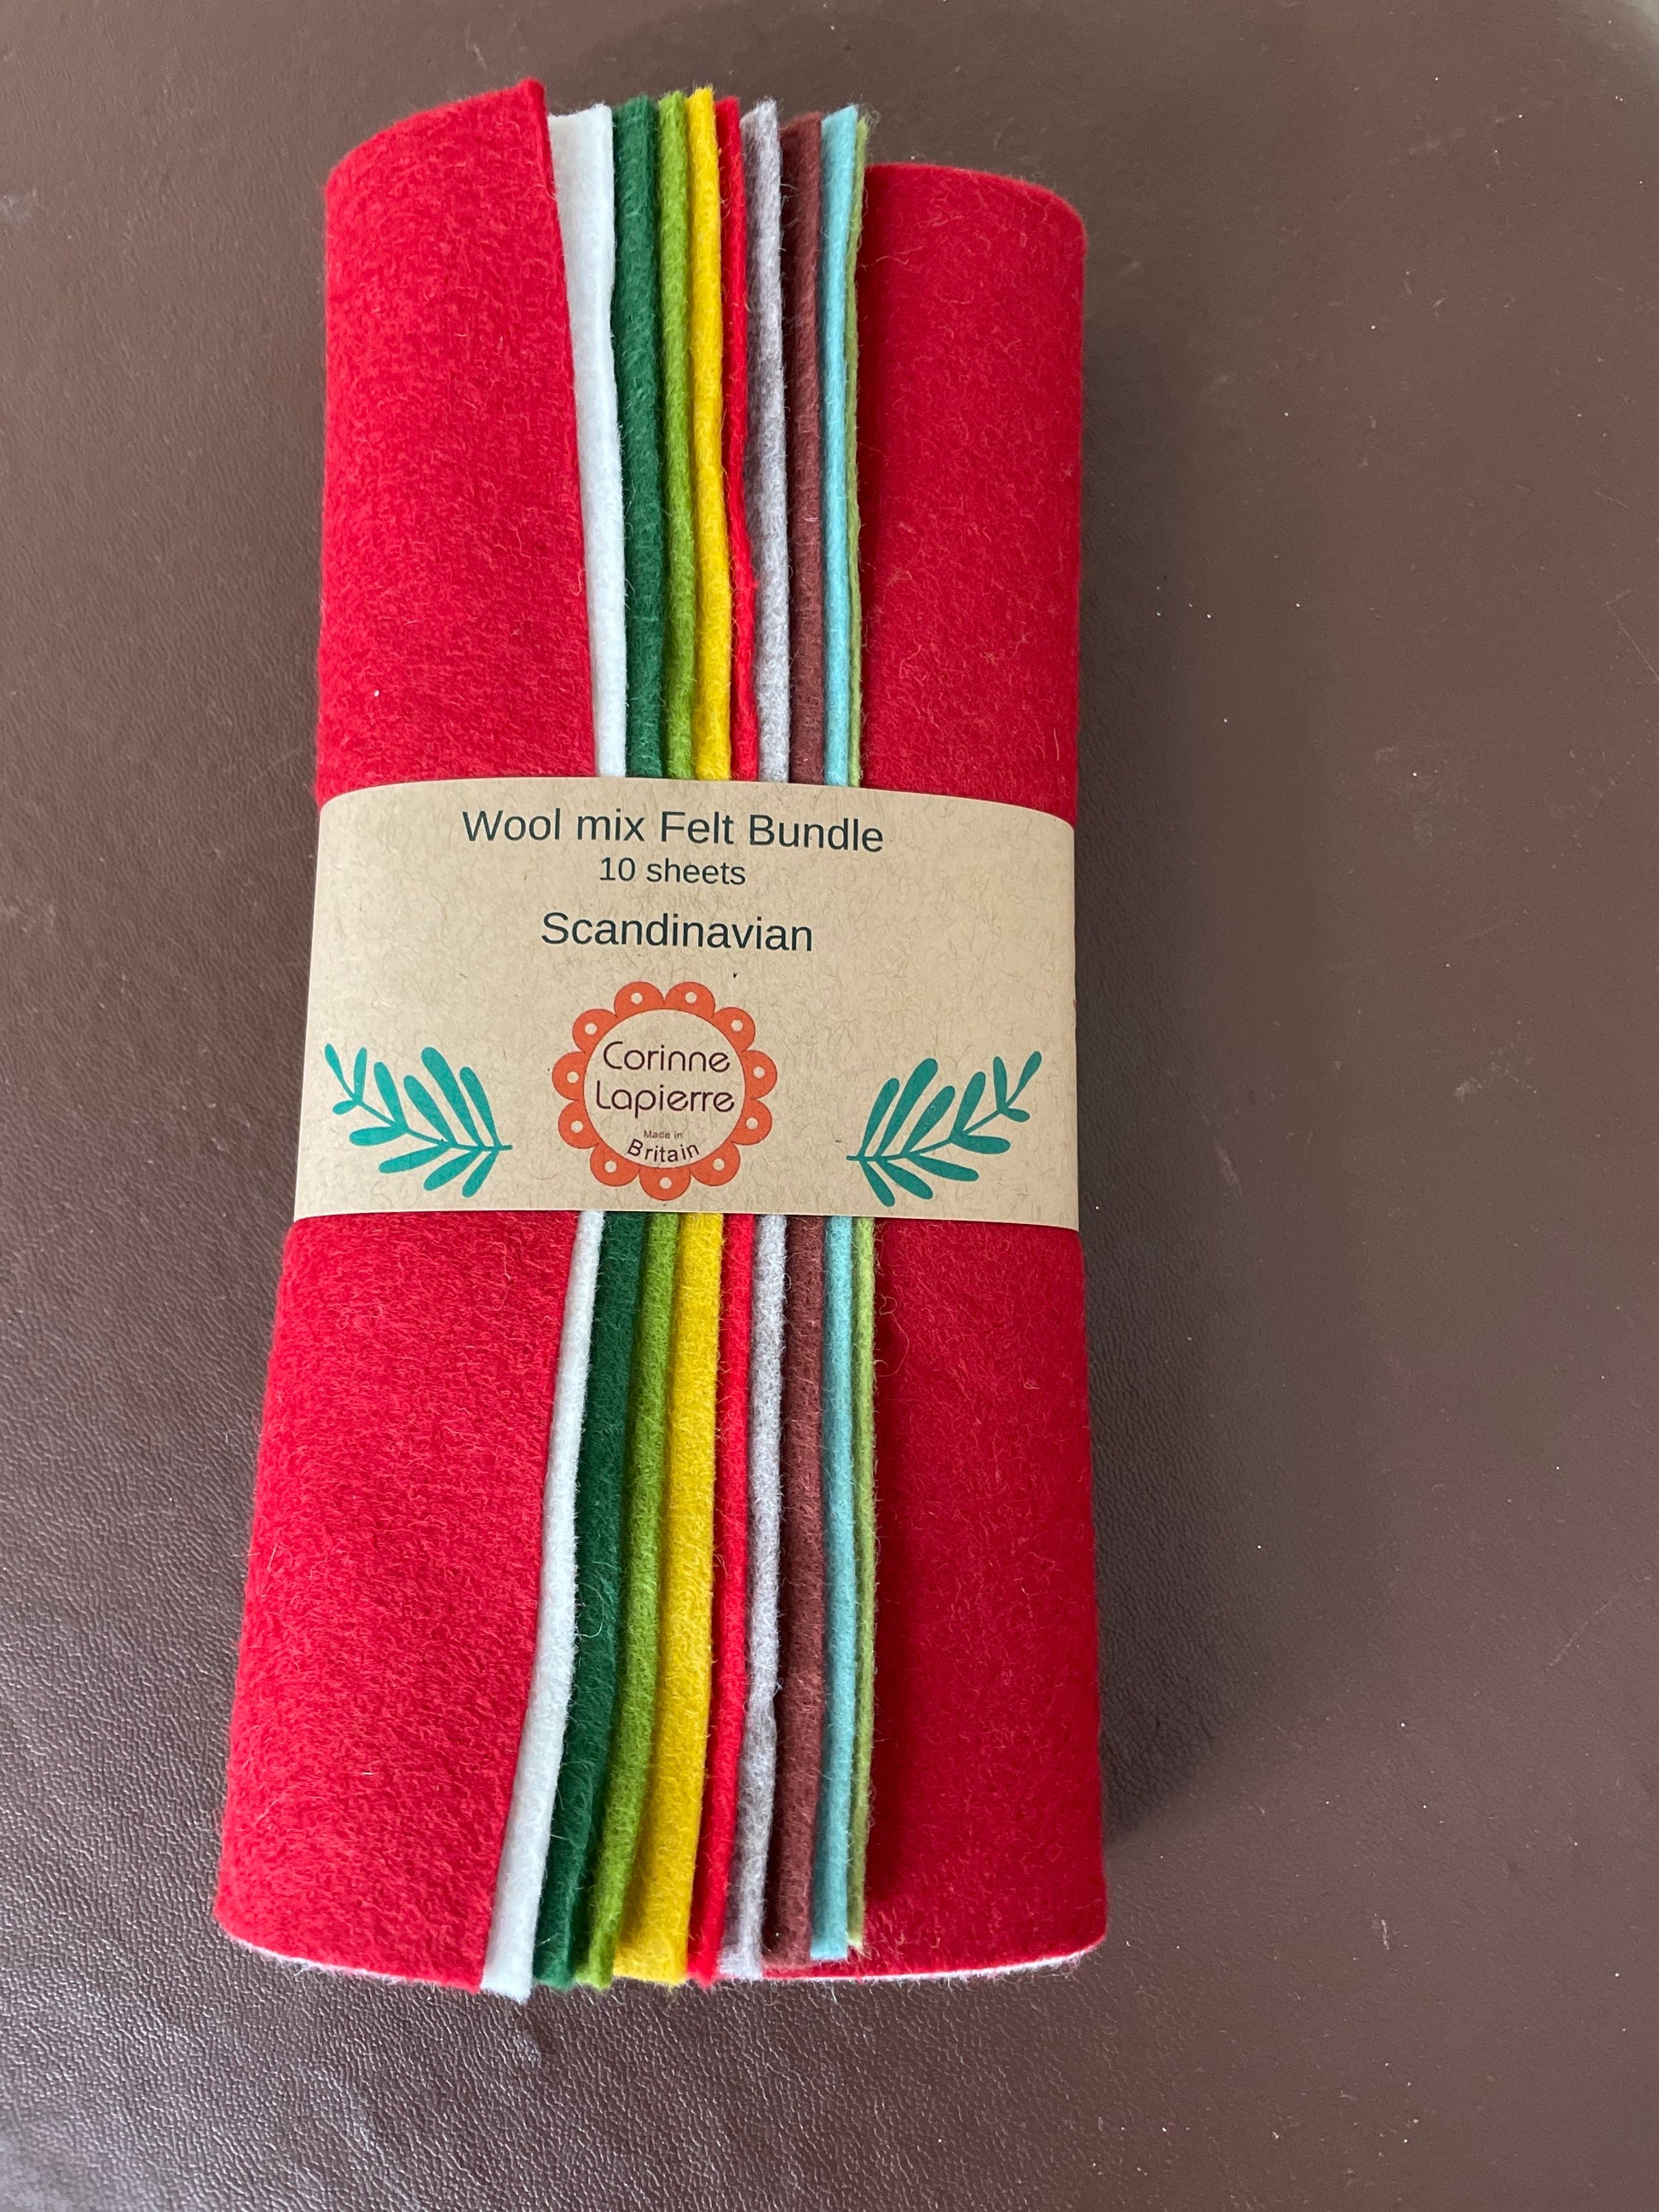 Wool mix Felt Bundle
10 sheets
Scandinavian
Corinne
Lapierre
Made in
Britain